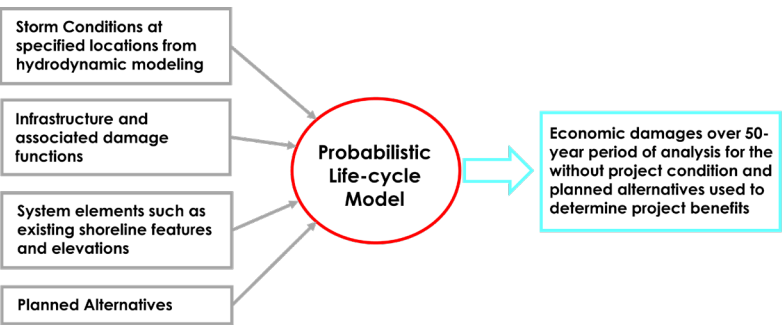 Storm Conditions at
specified locations from
hydrodynamic modeling
Infrastructure and
associated damage
functions
System elements such as
existing shoreline features
and elevations
Planned Alternatives
Probabilistic
Life-cycle
Model
Economic damages over 50-
year period of analysis for the
without project condition and
planned alternatives used to
determine project benefits